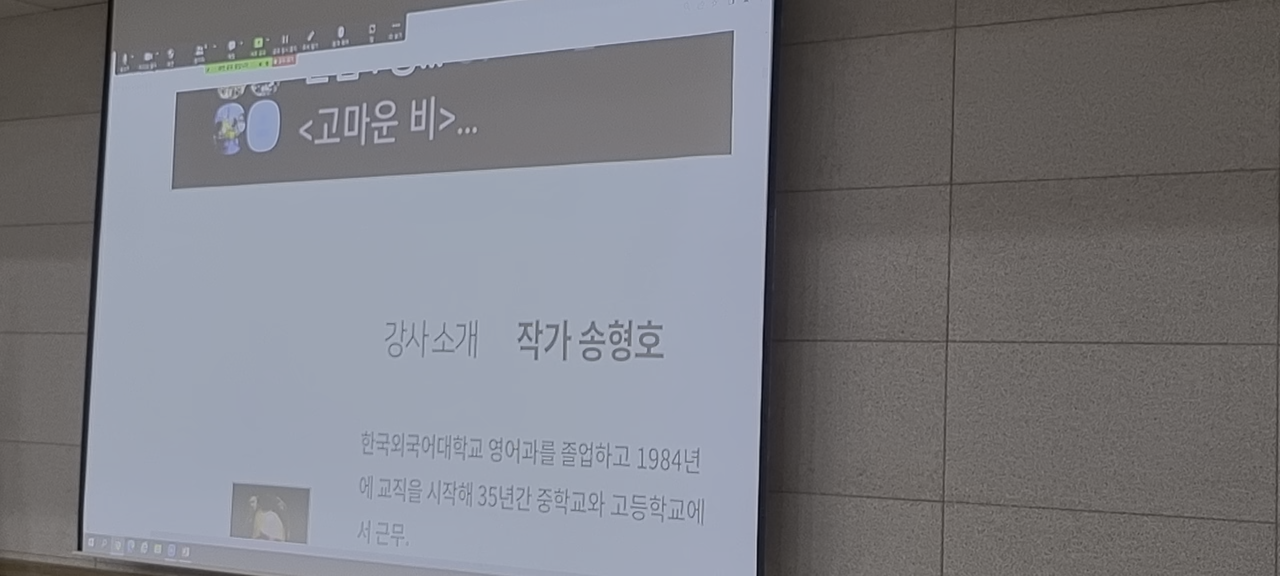 <고마운 비>...
강사 소개 작가 송형호
한국외국어대학교 영어과를 졸업하고 1984년
에 교직을 시작해 35년간 중학교와 고등학교에
서 근무.